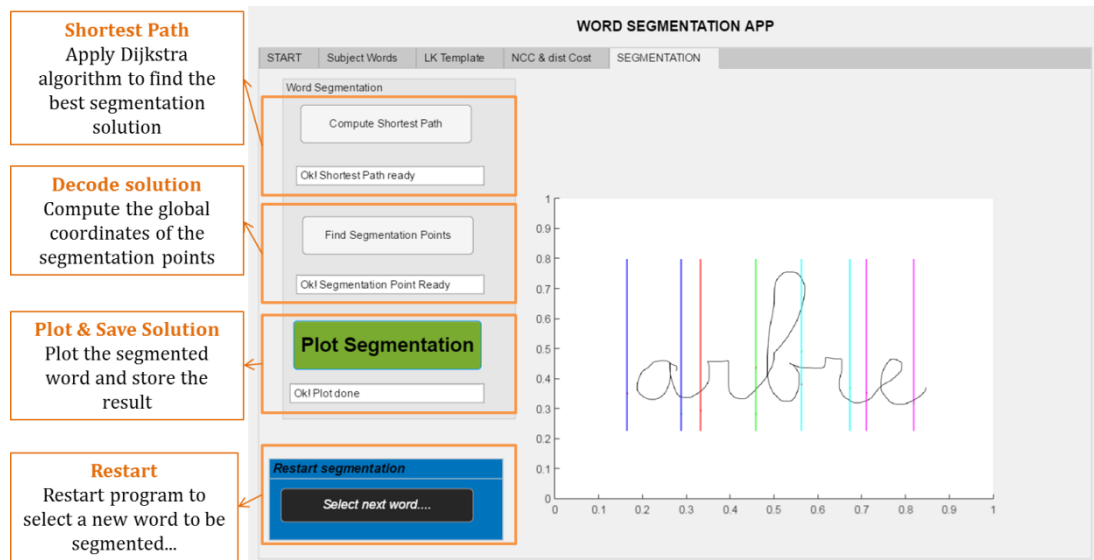 WORD SEGMENTATION APP
START Subject Words LK Template NCC & dist Cost SEGMENTATION
Shortest Path
Apply Dijkstra
algorithm to find the
best segmentation
solution
Word Segmentation
Compute Shortest Path
Ok! Shortest Path ready
Decode solution
Compute the global
coordinates of the
segmentation points
Find Segmentation Points
Ok! Segmentation Point Ready
Plot & Save Solution
Plot the segmented
word and store the
result
Plot Segmentation
Ok! Plot done
Restart
Restart program to
select a new word to be
segmented...
Restart segmentation
Select next word....
1
0.9
0.8
0.7
0.6
0.5
0.4
0.3
0.2
0.1
0
arbre
0 0.1 0.2 0.3 0.4 0.5 0.6 0.7 0.8 0.9 1